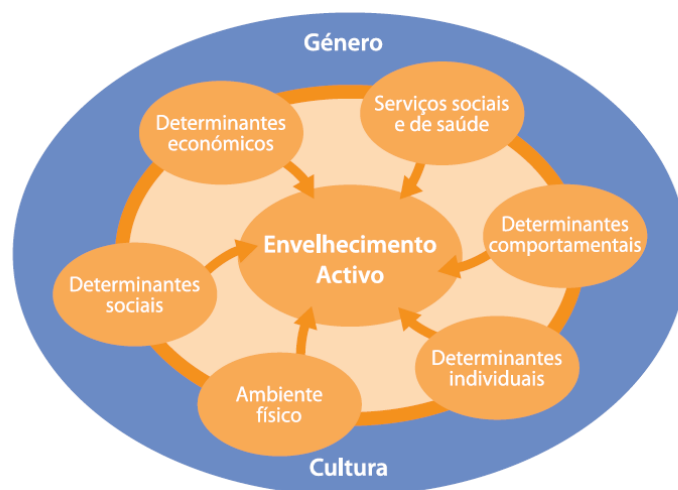 Género
Serviços sociais
e de saúde
Determinantes
económicos
Determinantes
comportamentais
Envelhecimento
Activo
Determinantes
sociais
Determinantes
individuais
Ambiente
físico
Cultura